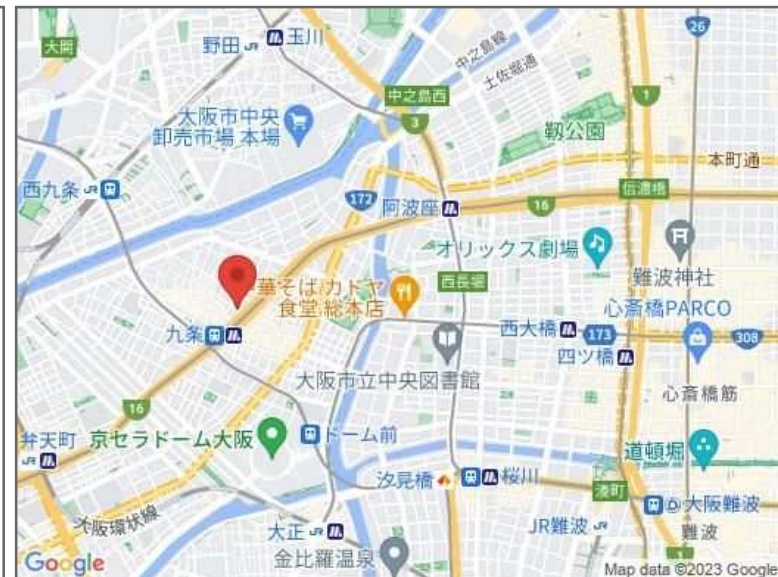 26
大開
野田
玉川
中之島線
土佐堀通
中之島西
1
3
大阪市中央
卸売市場 本場
靱公園
本町通
西九条
信濃橋
172
阿波座
16
オリックス劇場
華そば カドヤ
食堂 総本店
西長堀
難波神社
心斎橋PARCO
九条
西大橋
173
308
四ツ橋
大阪市立中央図書館
心斎橋筋
16
弁天町
京セラドーム大阪
ドーム前
道頓堀
汐見橋
桜川
湊町
大阪難波
大阪環状線
大正
JR難波
難波
金比羅温泉
1
Google
Map data ©2023 Google